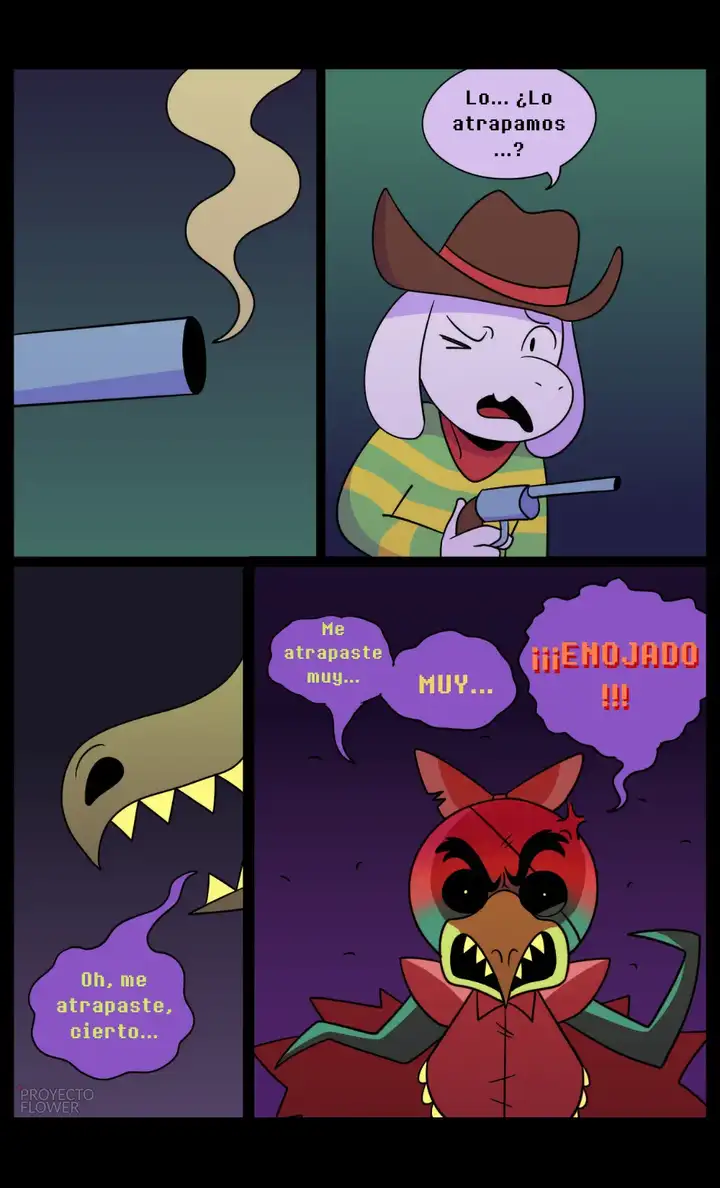 Lo... ¿Lo
atrapamos
...?
Oh, me
atrapaste,
cierto...
Me
atrapaste
muy...
MUY...
¡¡¡ENOJADO
!!!
PROYECTO
FLOWER